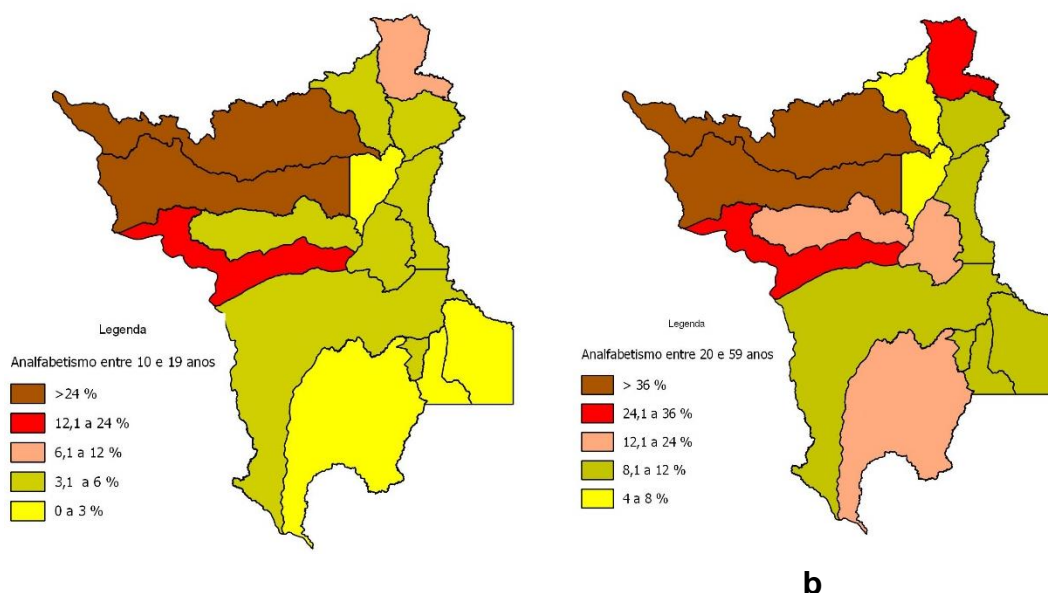 Legenda
Analfabetismo entre 10 e 19 anos
>24 %
12,1 a 24 %
6,1 a 12 %
3,1 a 6 %
0 a 3 %
Legenda
Analfabetismo entre 20 e 59 anos
> 36 %
24,1 a 36 %
12,1 a 24 %
8,1 a 12 %
4 a 8 %
b